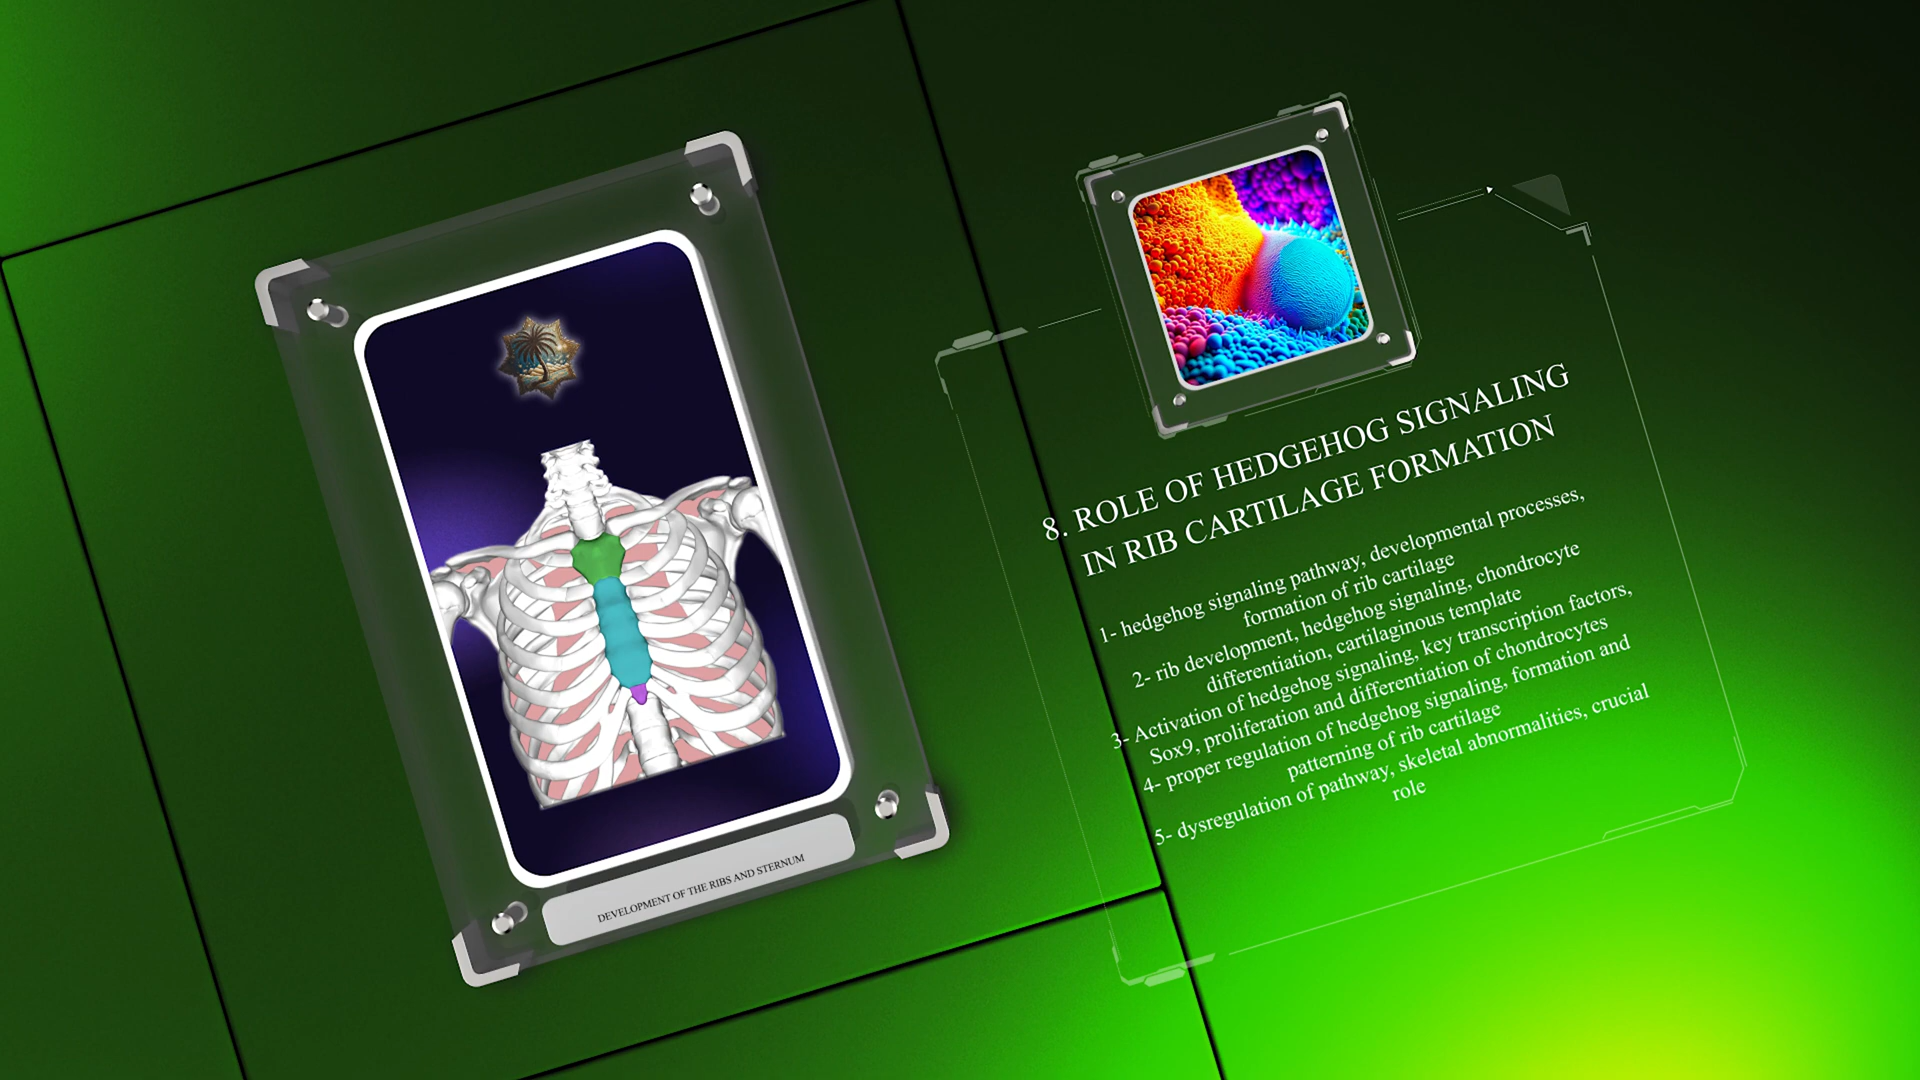 DEVELOPMENT OF THE RIBS AND STERNUM
8. ROLE OF HEDGEHOG SIGNALING
IN RIB CARTILAGE FORMATION
1- hedgehog signaling pathway, developmental processes,
formation of rib cartilage
2- rib development, hedgehog signaling, chondrocyte
differentiation, cartilaginous template
3- Activation of hedgehog signaling, key transcription factors,
Sox9, proliferation and differentiation of chondrocytes
4- proper regulation of hedgehog signaling, formation and
patterning of rib cartilage
5- dysregulation of pathway, skeletal abnormalities, crucial
role